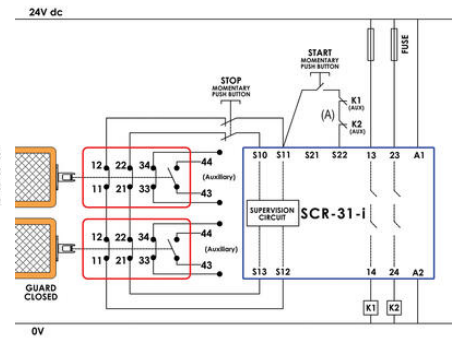 24V dc
START
MOMENTARY
PUSH BUTTON
FUSE
STOP
MOMENTARY
PUSH BUTTON
K1
(AUX)
(A)
K2
(AUX)
S10 S11 S21 S22 13 23 A1
12 22 34 44
(Auxiliary)
11 21 33 43
SUPERVISION
CIRCUIT
SCR-31-i
12 22 34 44
(Auxiliary)
11 21 33 43
S13 S12 14 24 A2
GUARD
CLOSED
K1 K2
0V